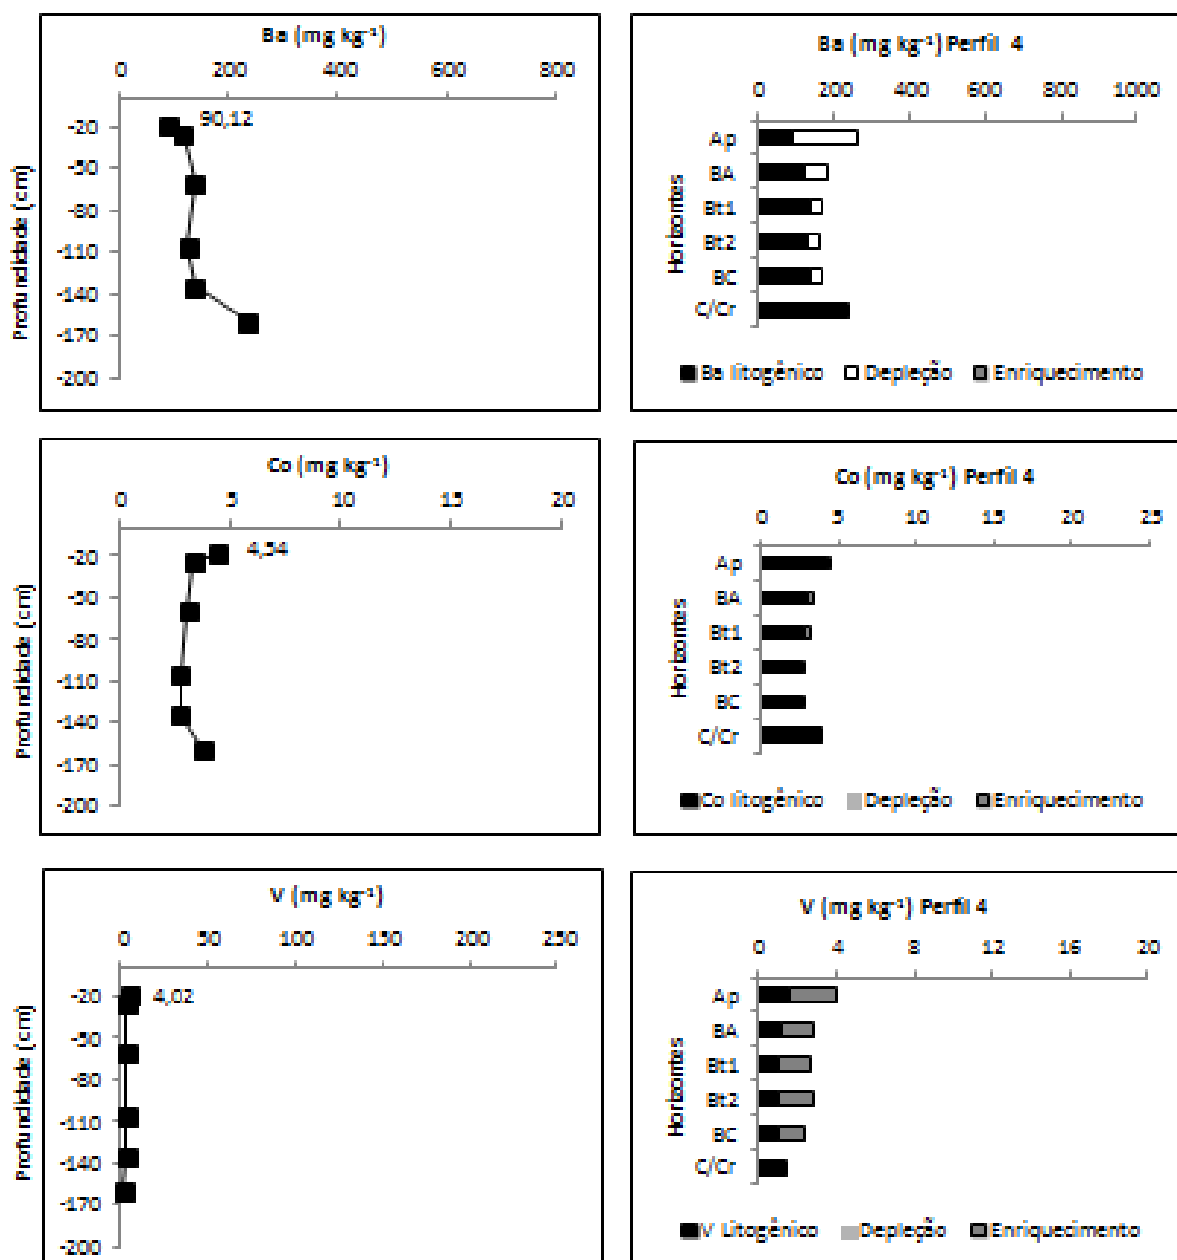 Ba (mg kg⁻¹)
0 200 400 600 800
90,12
-20
-50
-80
-110
-140
-170
-200
Profundidade (cm)
Ba (mg kg⁻¹) Perfil 4
0 200 400 600 800 1000
Ap
BA
Bt1
Bt2
BC
C/Cr
Horizontes
Ba litogênico Depleção Enriquecimento
Co (mg kg⁻¹)
0 5 10 15 20
4,54
-20
-50
-80
-110
-140
-170
-200
Profundidade (cm)
Co (mg kg⁻¹) Perfil 4
0 5 10 15 20 25
Ap
BA
Bt1
Bt2
BC
C/Cr
Horizontes
Co litogênico Depleção Enriquecimento
V (mg kg⁻¹)
0 50 100 150 200 250
4,02
-20
-50
-80
-110
-140
-170
-200
Profundidade (cm)
V (mg kg⁻¹) Perfil 4
0 4 8 12 16 20
Ap
BA
Bt1
Bt2
BC
C/Cr
Horizontes
V Litogênico Depleção Enriquecimento